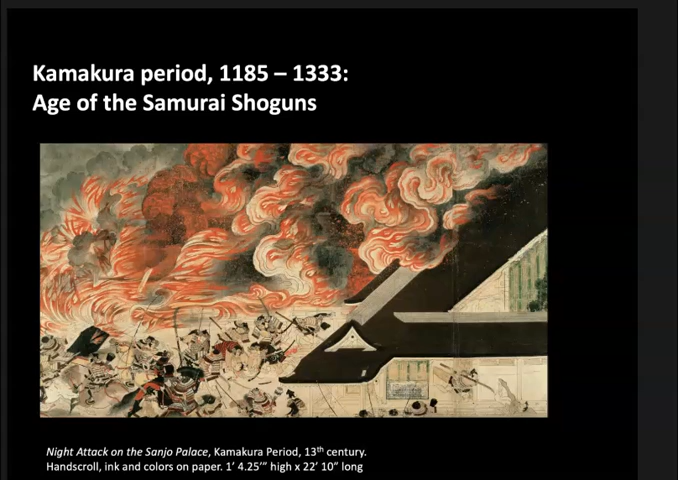 Kamakura period, 1185 – 1333:
Age of the Samurai Shoguns
Night Attack on the Sanjo Palace, Kamakura Period, 13th century.
Handscroll, ink and colors on paper. 1’ 4.25’” high x 22’ 10” long